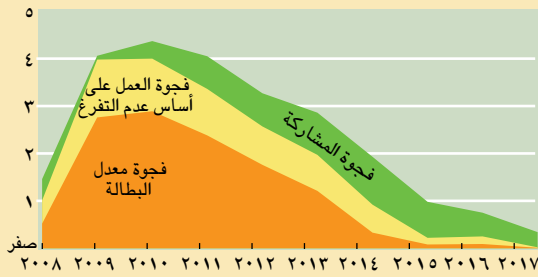 ٥
٤
٣
٢
١
صفر
فجوة العمل على
أساس عدم التفرغ
فجوة المشاركة
فجوة معدل
البطالة
٢٠٠٨ ٢٠٠٩ ٢٠١٠ ٢٠١١ ٢٠١٢ ٢٠١٣ ٢٠١٤ ٢٠١٥ ٢٠١٦ ٢٠١٧